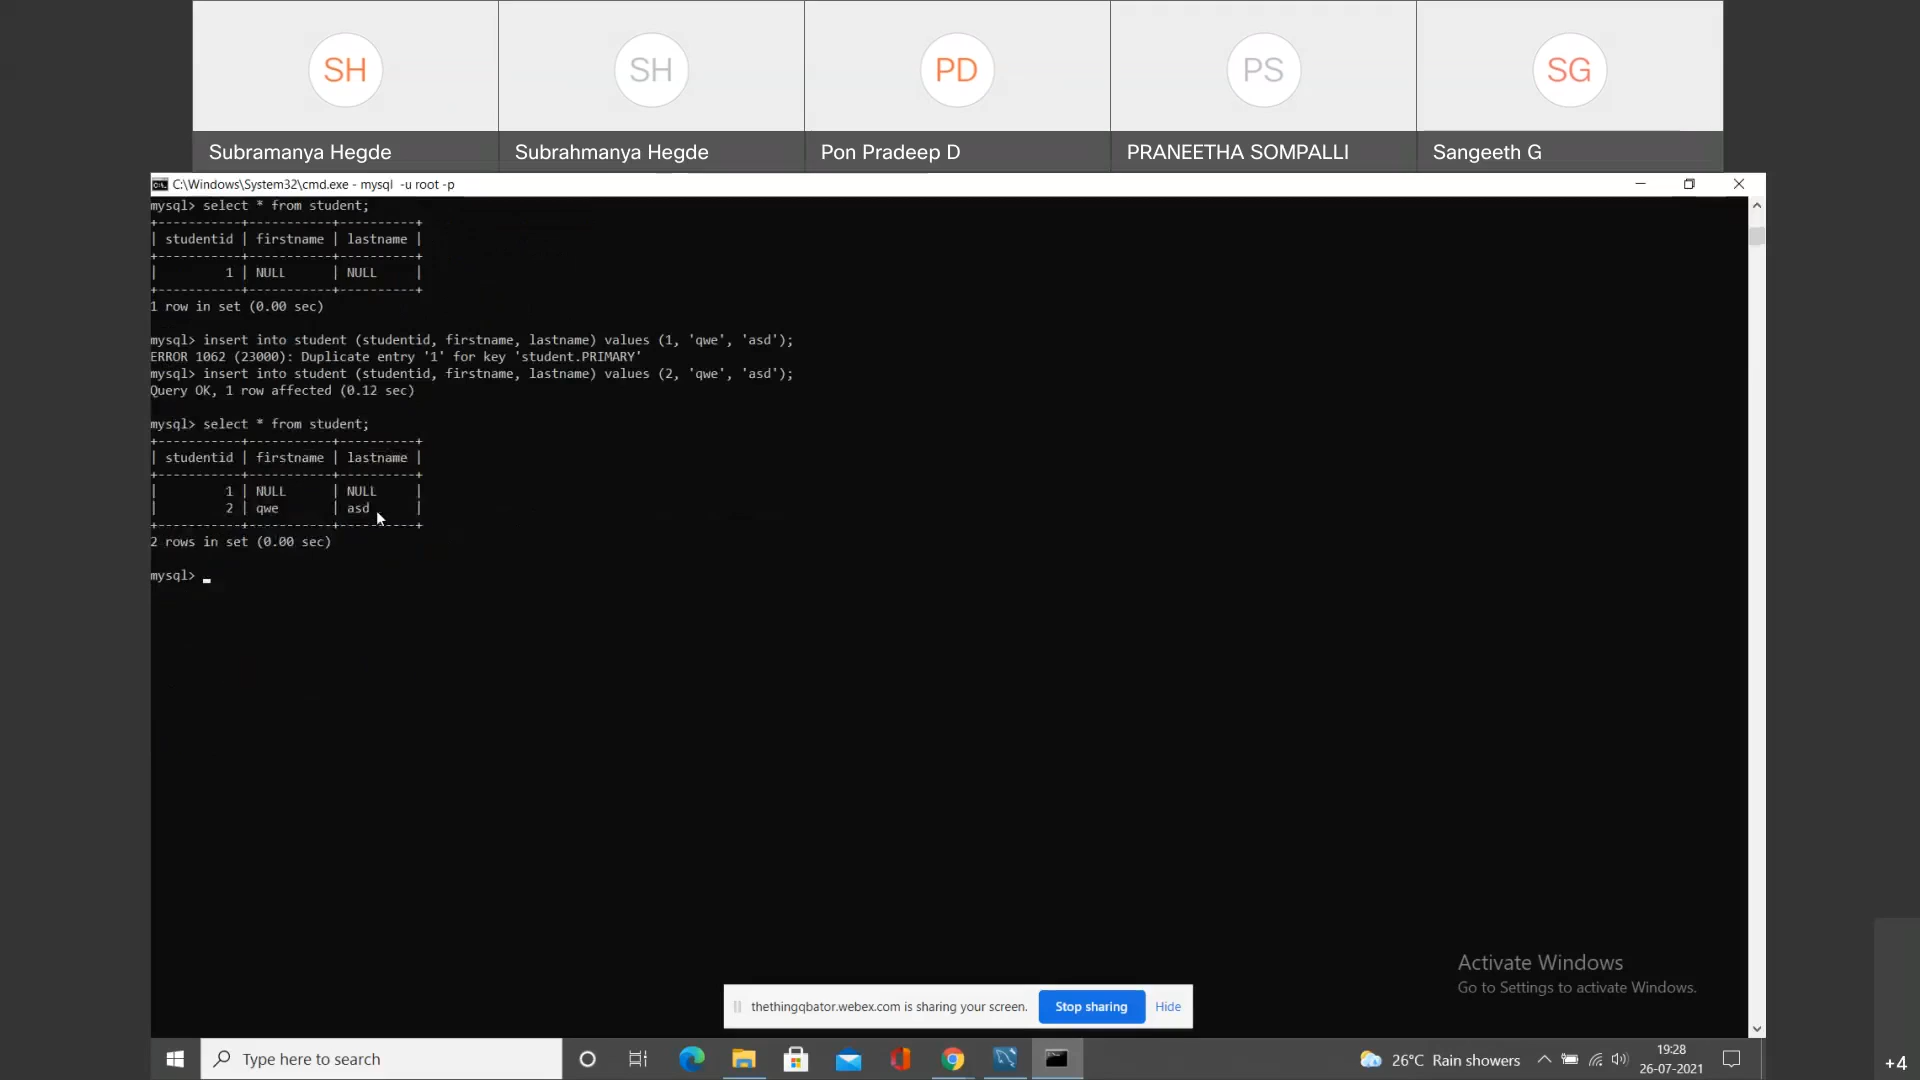 SH SH PD PS SG
Subramanya Hegde Subrahmanya Hegde Pon Pradeep D PRANEETHA SOMPALLI Sangeeth G
C:\Windows\System32\cmd.exe - mysql  -u root -p
mysql> select * from student;
+-----------+-----------+----------+
| studentid | firstname | lastname |
+-----------+-----------+----------+
|         1 | NULL      | NULL     |
+-----------+-----------+----------+
1 row in set (0.00 sec)
mysql> insert into student (studentid, firstname, lastname) values (1, 'qwe', 'asd');
ERROR 1062 (23000): Duplicate entry '1' for key 'student.PRIMARY'
mysql> insert into student (studentid, firstname, lastname) values (2, 'qwe', 'asd');
Query OK, 1 row affected (0.12 sec)
mysql> select * from student;
+-----------+-----------+----------+
| studentid | firstname | lastname |
+-----------+-----------+----------+
|         1 | NULL      | NULL     |
|         2 | qwe       | asd      |
+-----------+-----------+----------+
2 rows in set (0.00 sec)
mysql> _
Activate Windows
Go to Settings to activate Windows.
thethingqbator.webex.com is sharing your screen. Stop sharing Hide
Type here to search
26°C Rain showers
19:28
26-07-2021
+4